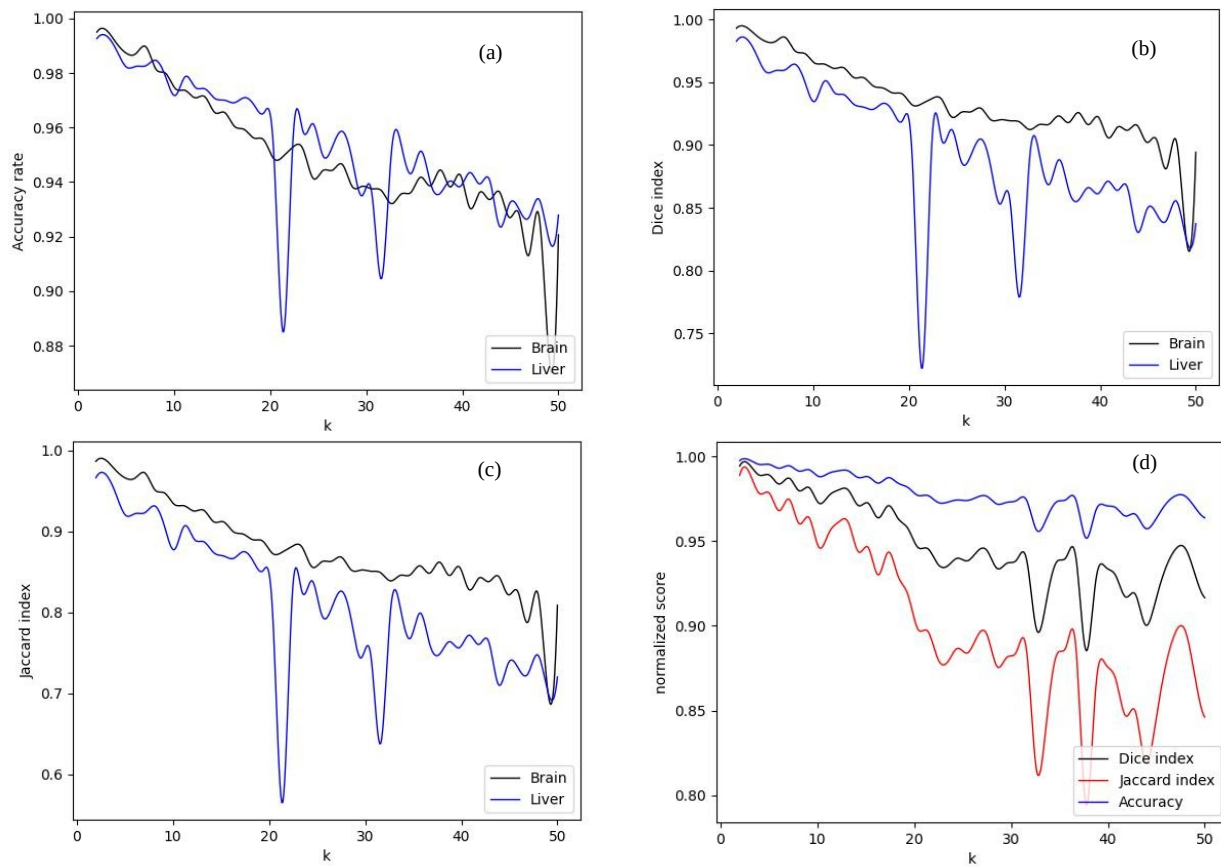 (a)
Accuracy rate
1.00
0.98
0.96
0.94
0.92
0.90
0.88
0 10 20 30 40 50
k
Brain
Liver
(b)
Dice index
1.00
0.95
0.90
0.85
0.80
0.75
0 10 20 30 40 50
k
Brain
Liver
(c)
Jaccard index
1.0
0.9
0.8
0.7
0.6
0 10 20 30 40 50
k
Brain
Liver
(d)
normalized score
1.00
0.95
0.90
0.85
0.80
0 10 20 30 40 50
k
Dice index
Jaccard index
Accuracy